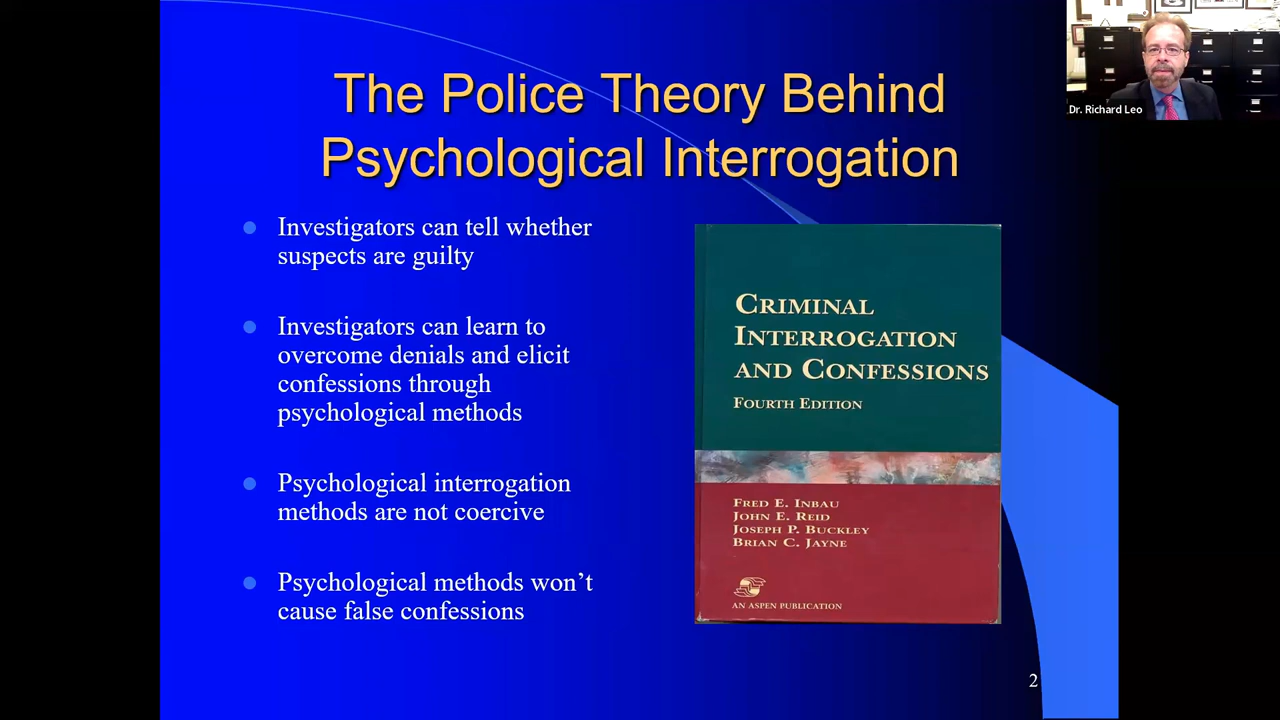 The Police Theory Behind
Psychological Interrogation
Investigators can tell whether
suspects are guilty
Investigators can learn to
overcome denials and elicit
confessions through
psychological methods
Psychological interrogation
methods are not coercive
Psychological methods won’t
cause false confessions
CRIMINAL
INTERROGATION
AND CONFESSIONS
FOURTH EDITION
FRED E. INBAU
JOHN E. REID
JOSEPH P. BUCKLEY
BRIAN C. JAYNE
AN ASPEN PUBLICATION
2
Dr. Richard Leo